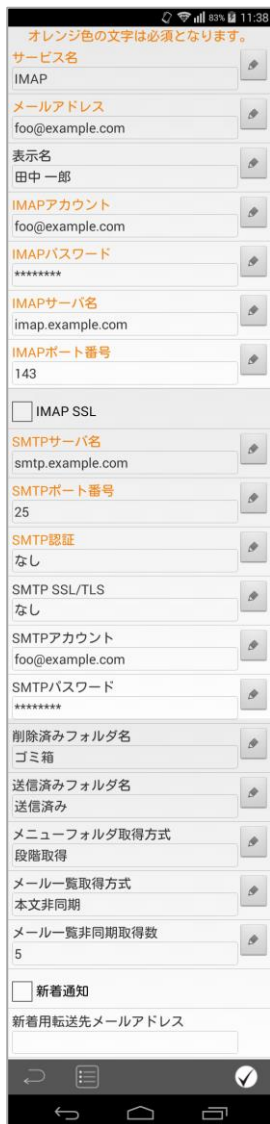 83% 11:38
オレンジ色の文字は必須となります。
サービス名
IMAP
メールアドレス
foo@example.com
表示名
田中 一郎
IMAPアカウント
foo@example.com
IMAPパスワード
********
IMAPサーバ名
imap.example.com
IMAPポート番号
143
IMAP SSL
SMTPサーバ名
smtp.example.com
SMTPポート番号
25
SMTP認証
なし
SMTP SSL/TLS
なし
SMTPアカウント
foo@example.com
SMTPパスワード
********
削除済みフォルダ名
ゴミ箱
送信済みフォルダ名
送信済み
メニューフォルダ取得方式
段階取得
メール一覧取得方式
本文非同期
メール一覧非同期取得数
5
新着通知
新着用転送先メールアドレス